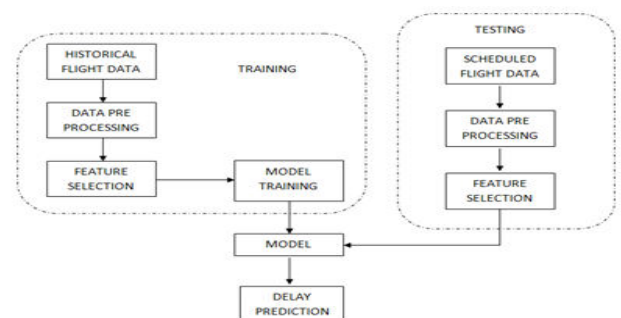 HISTORICAL
FLIGHT DATA
TRAINING
DATA PRE
PROCESSING
FEATURE
SELECTION
MODEL
TRAINING
TESTING
SCHEDULED
FLIGHT DATA
DATA PRE
PROCESSING
FEATURE
SELECTION
MODEL
DELAY
PREDICTION